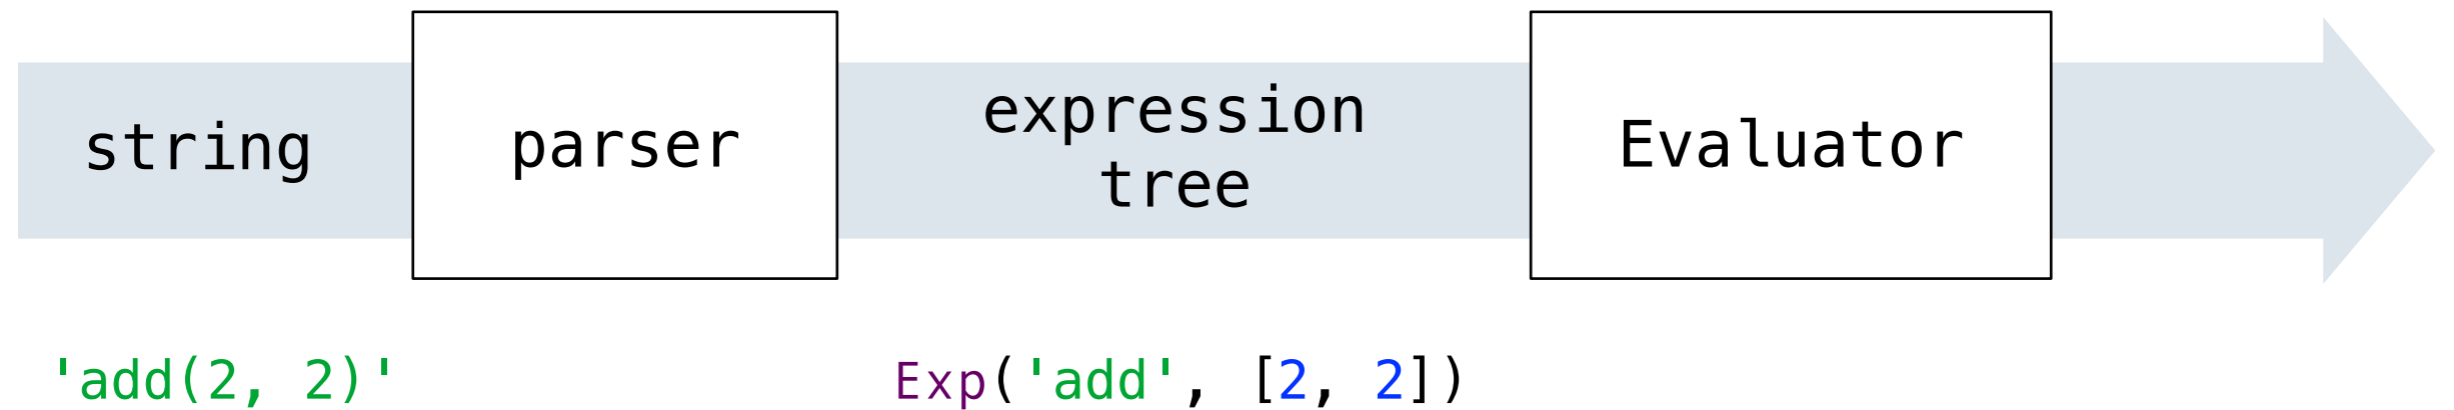 string
parser
expression
tree
Evaluator
'add(2, 2)'
Exp('add', [2, 2])